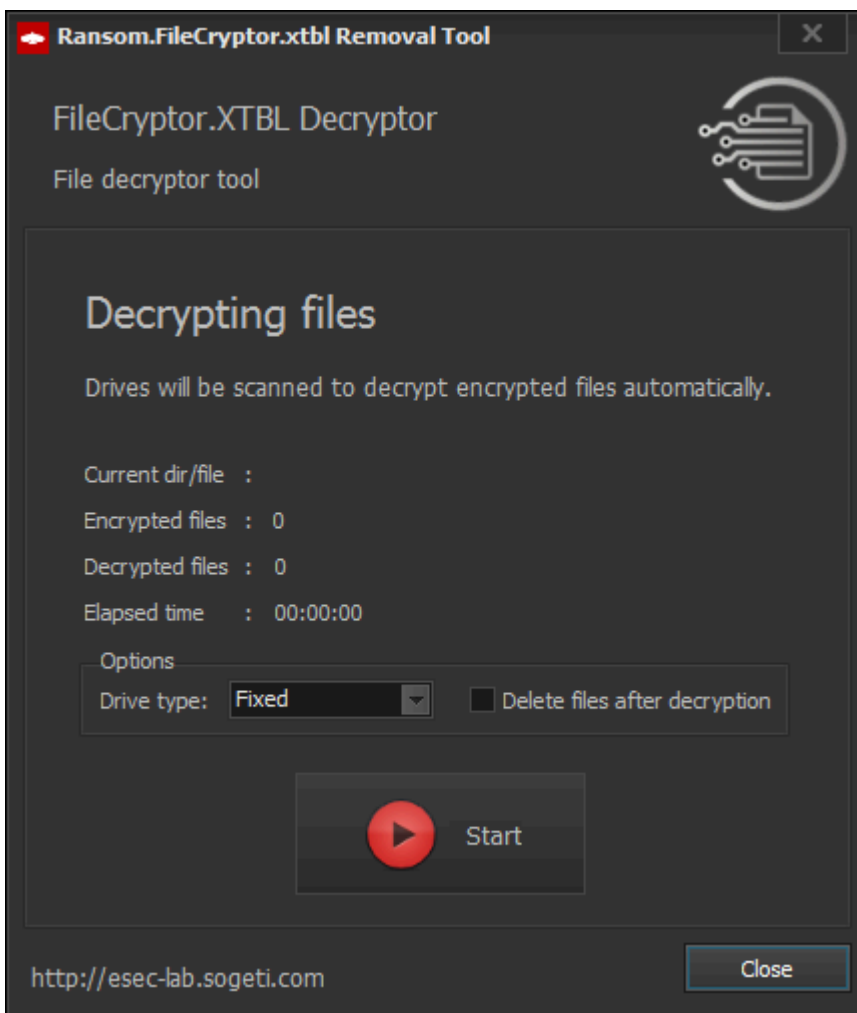 Ransom.FileCryptor.xtbl Removal Tool
FileCryptor.XTBL Decryptor
File decryptor tool
Decrypting files
Drives will be scanned to decrypt encrypted files automatically.
Current dir/file :
Encrypted files : 0
Decrypted files : 0
Elapsed time : 00:00:00
Options
Drive type: Fixed Delete files after decryption
Start
http://esec-lab.sogeti.com Close